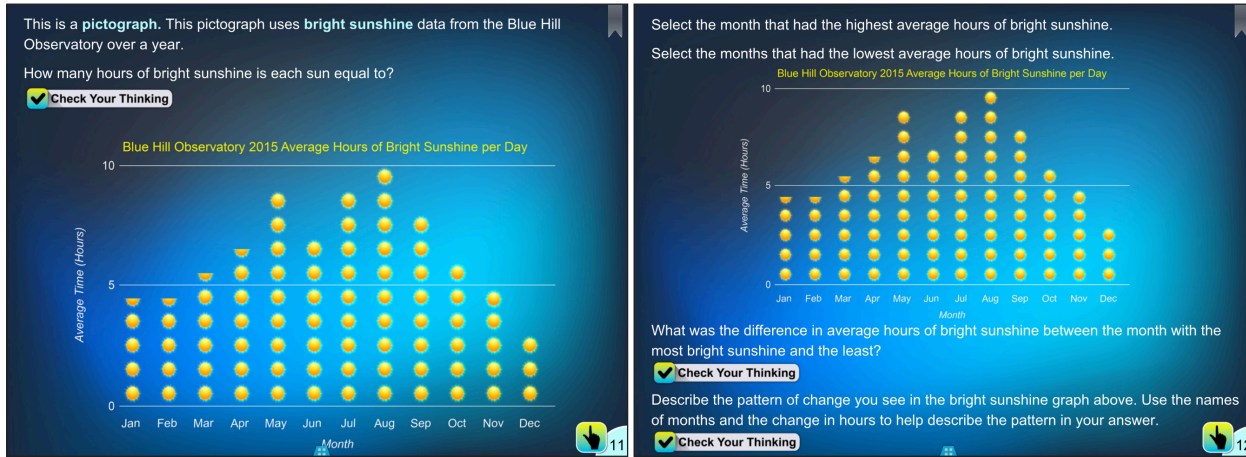 This is a pictograph. This pictograph uses bright sunshine data from the Blue Hill
Observatory over a year.
How many hours of bright sunshine is each sun equal to?
Check Your Thinking
Blue Hill Observatory 2015 Average Hours of Bright Sunshine per Day
Average Time (Hours)
10
5
0
Jan Feb Mar Apr May Jun Jul Aug Sep Oct Nov Dec
Month
11
Select the month that had the highest average hours of bright sunshine.
Select the months that had the lowest average hours of bright sunshine.
Blue Hill Observatory 2015 Average Hours of Bright Sunshine per Day
Average Time (Hours)
10
5
0
Jan Feb Mar Apr May Jun Jul Aug Sep Oct Nov Dec
Month
What was the difference in average hours of bright sunshine between the month with the
most bright sunshine and the least?
Check Your Thinking
Describe the pattern of change you see in the bright sunshine graph above. Use the names
of months and the change in hours to help describe the pattern in your answer.
Check Your Thinking